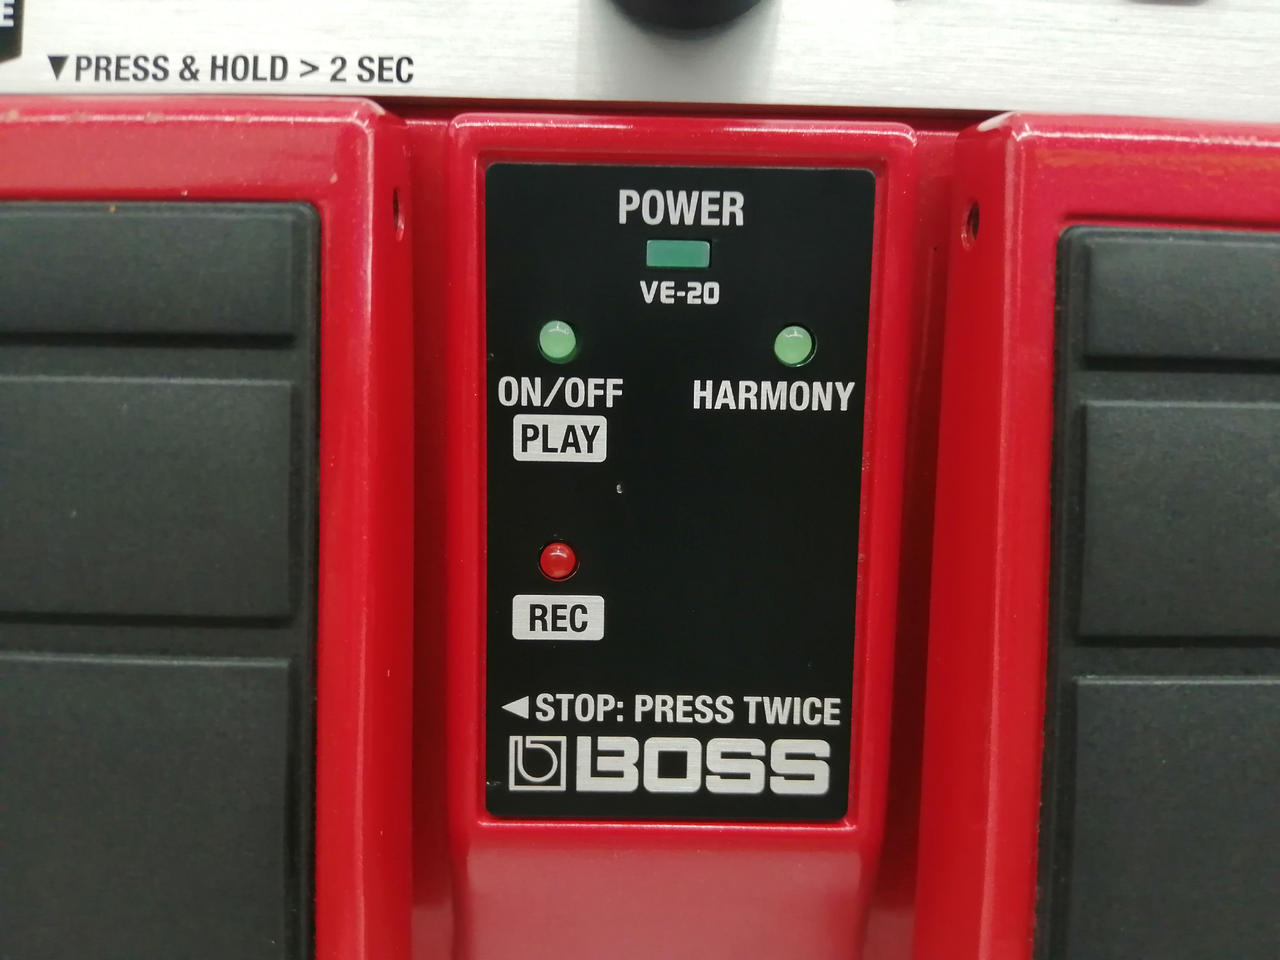 ▼PRESS & HOLD > 2 SEC
POWER
VE-20
ON/OFF
HARMONY
PLAY
REC
◀STOP: PRESS TWICE
BOSS